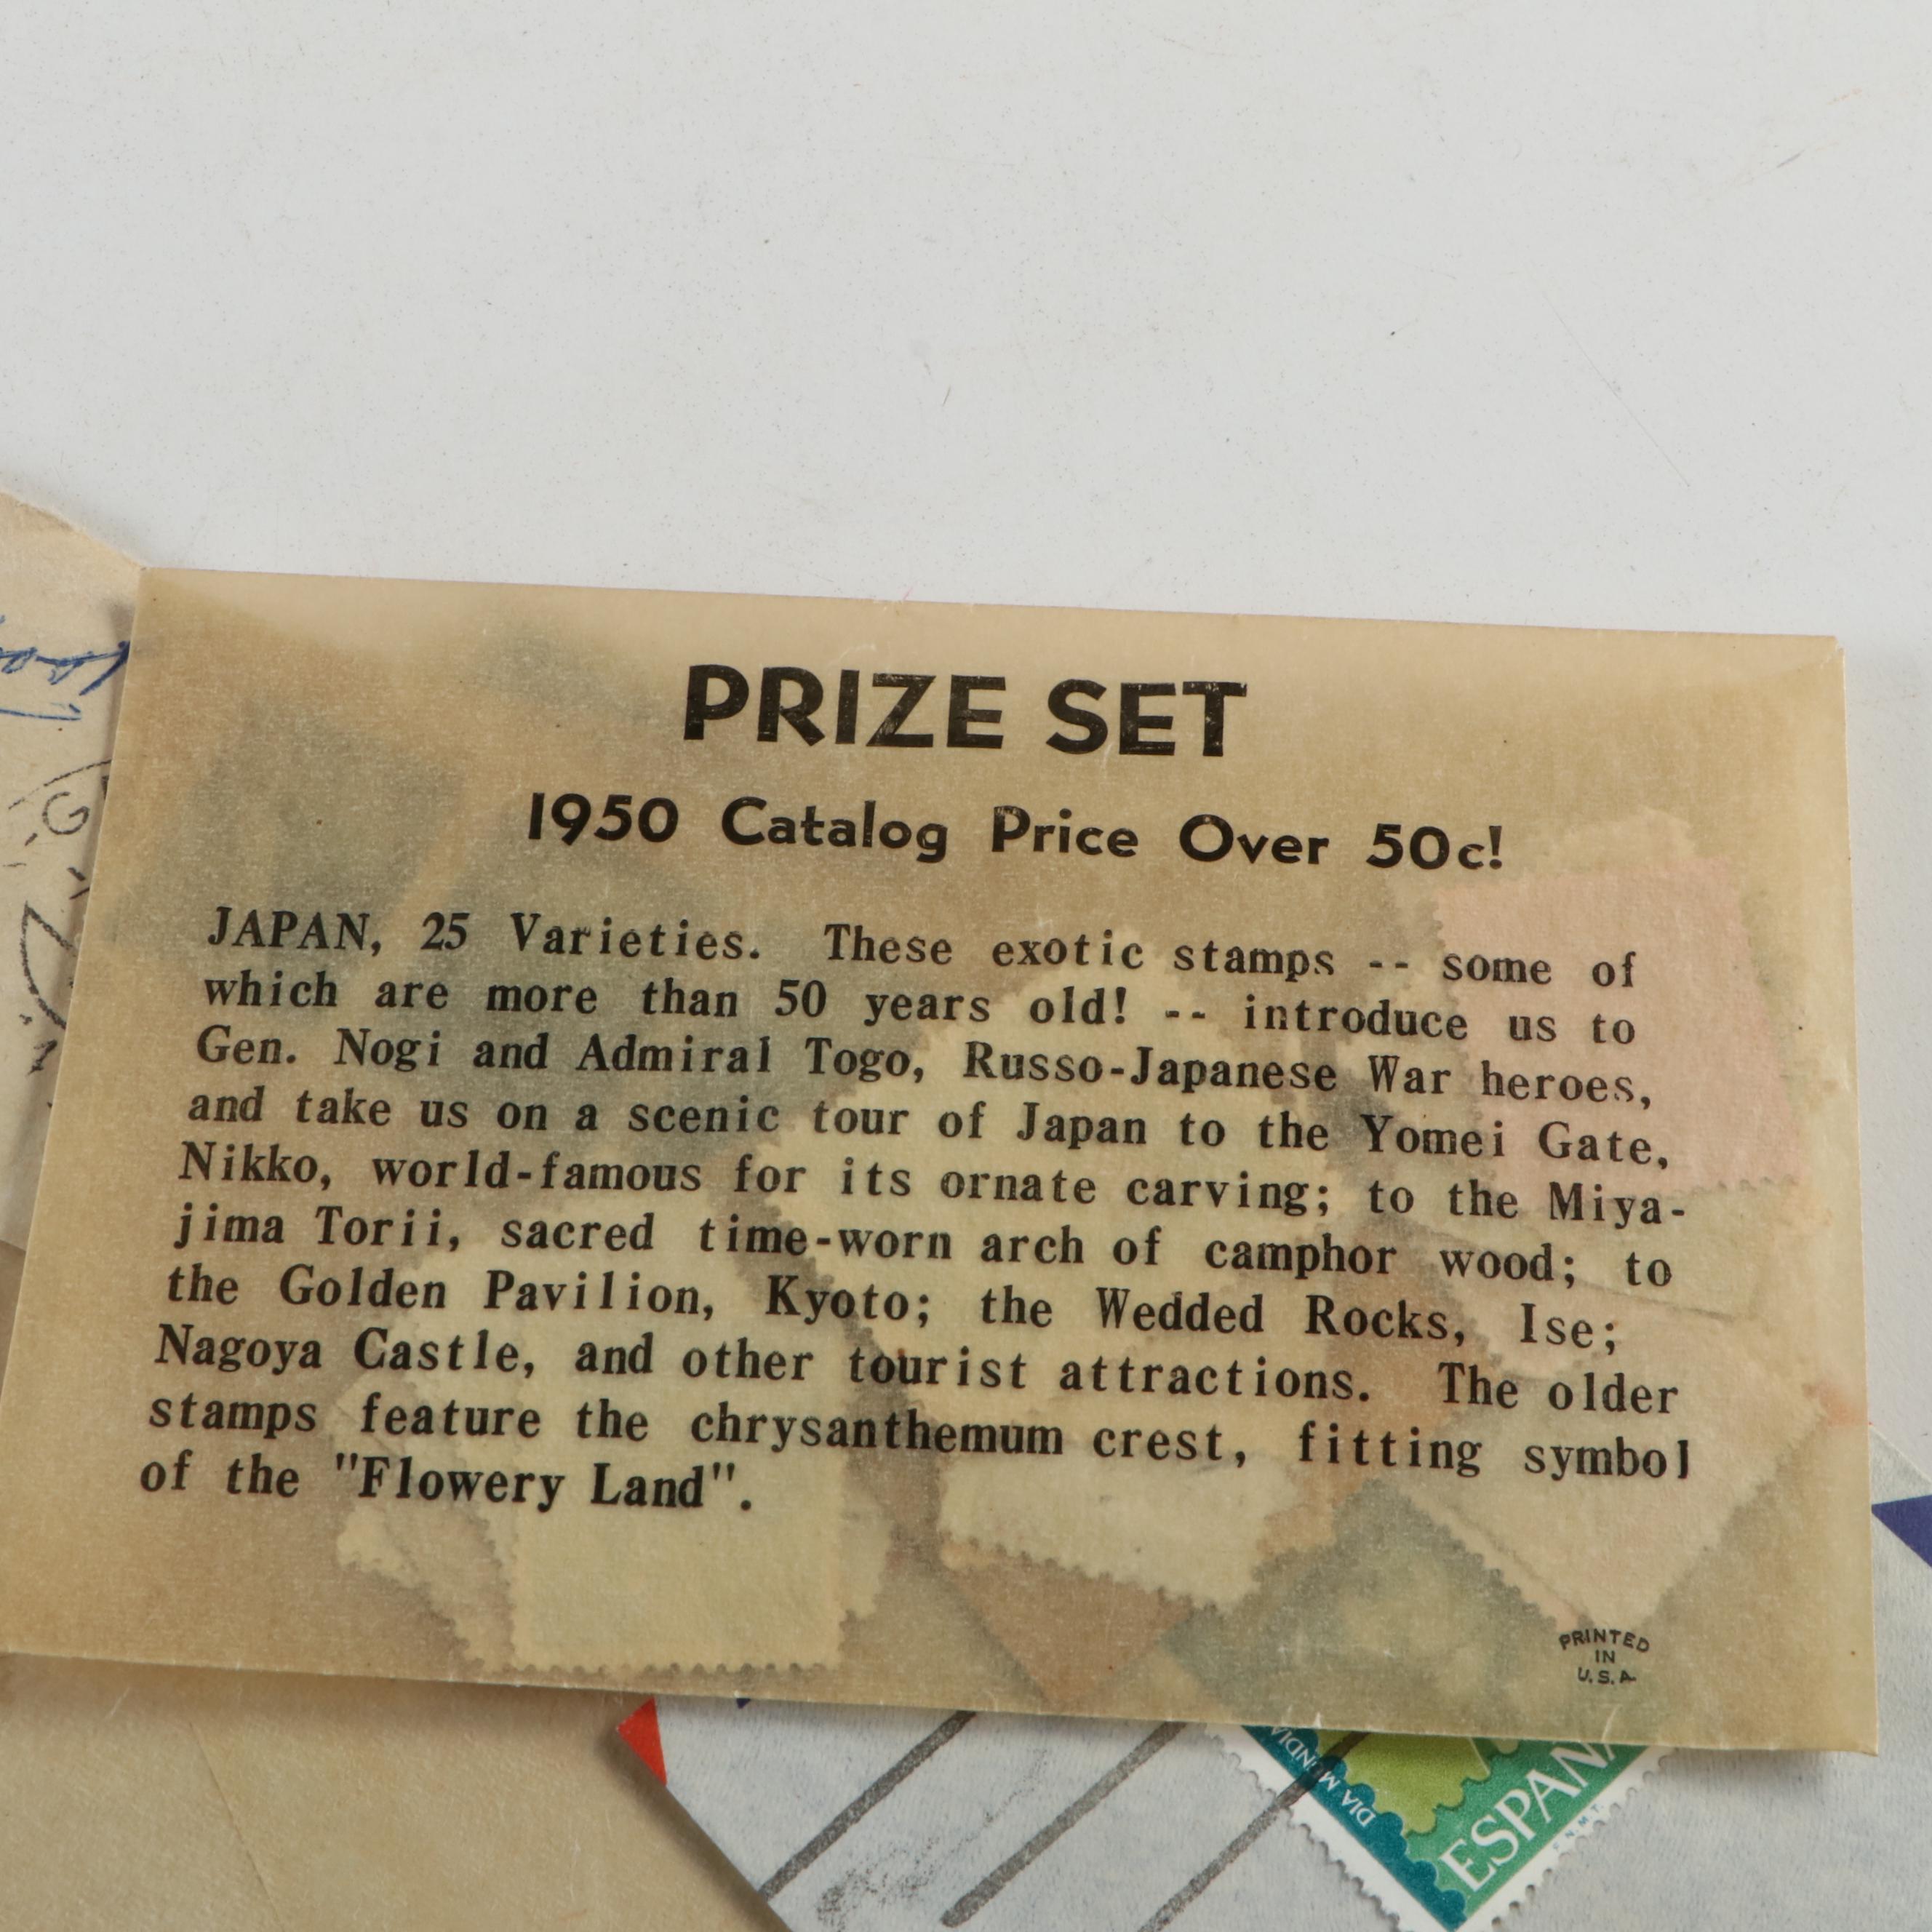 PRIZE SET
1950 Catalog Price Over 50c!
JAPAN, 25 Varieties. These exotic stamps -- some of
which are more than 50 years old! -- introduce us to
Gen. Nogi and Admiral Togo, Russo-Japanese War heroes,
and take us on a scenic tour of Japan to the Yomei Gate,
Nikko, world-famous for its ornate carving; to the Miya-
jima Torii, sacred time-worn arch of camphor wood; to
the Golden Pavilion, Kyoto; the Wedded Rocks, Ise;
Nagoya Castle, and other tourist attractions. The older
stamps feature the chrysanthemum crest, fitting symbol
of the "Flowery Land".
PRINTED
IN
U.S.A.
DIA MUNDIA
ESPAÑA
F.N.M.T.